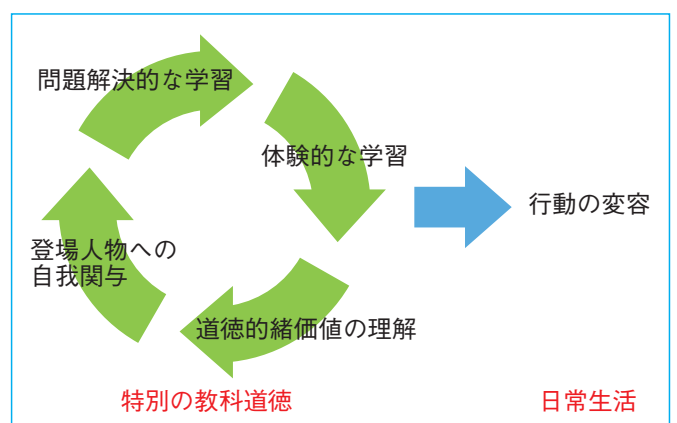 問題解決的な学習
体験的な学習
行動の変容
登場人物への
自我関与
道徳的緒価値の理解
特別の教科道徳
日常生活